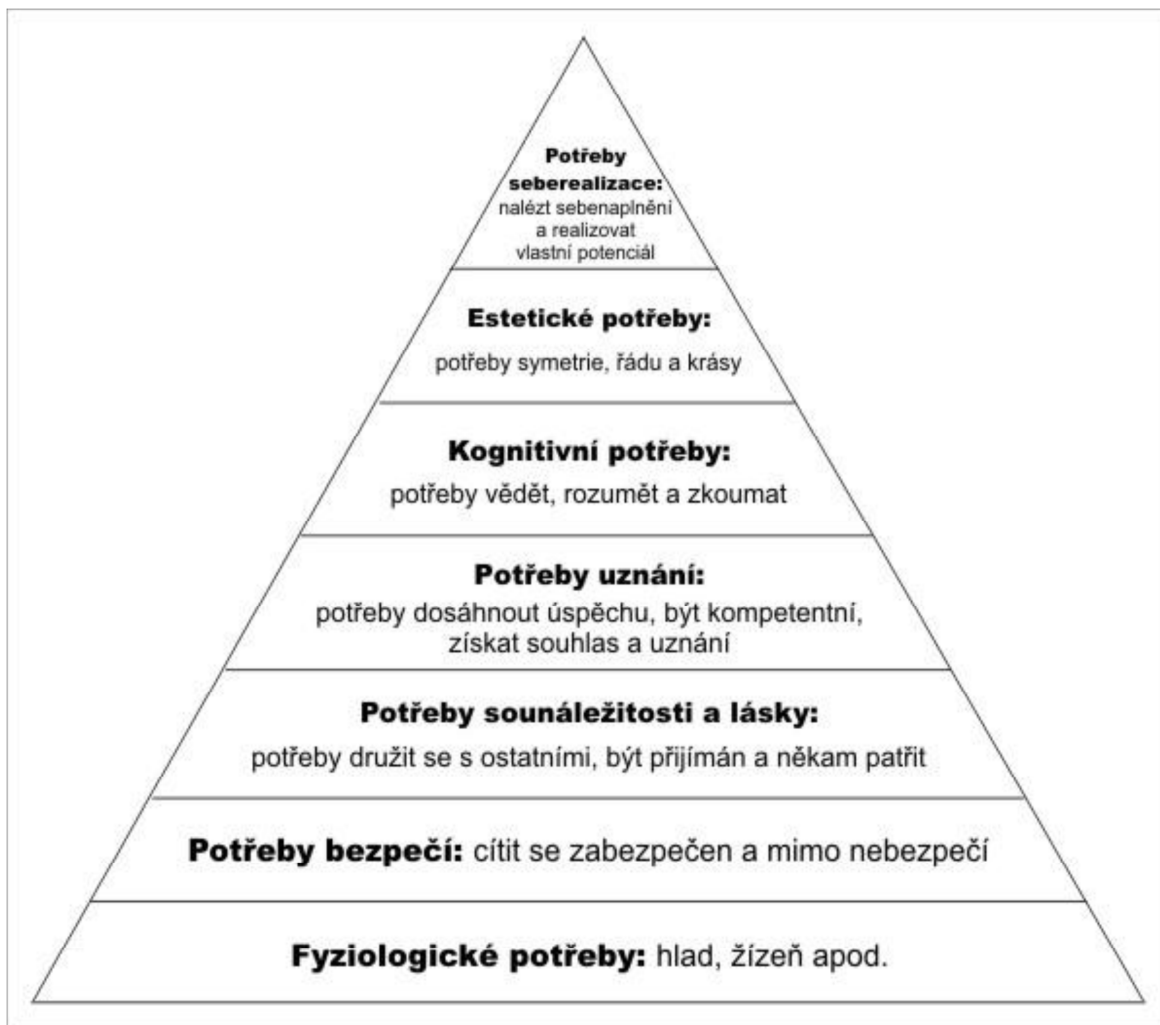 Potřeby
seberealizace:
nalézt sebenaplnění
a realizovat
vlastní potenciál
Estetické potřeby:
potřeby symetrie, řádu a krásy
Kognitivní potřeby:
potřeby vědět, rozumět a zkoumat
Potřeby uznání:
potřeby dosáhnout úspěchu, být kompetentní,
získat souhlas a uznání
Potřeby sounáležitosti a lásky:
potřeby družit se s ostatními, být přijímán a někam patřit
Potřeby bezpečí: cítit se zabezpečen a mimo nebezpečí
Fyziologické potřeby: hlad, žízeň apod.